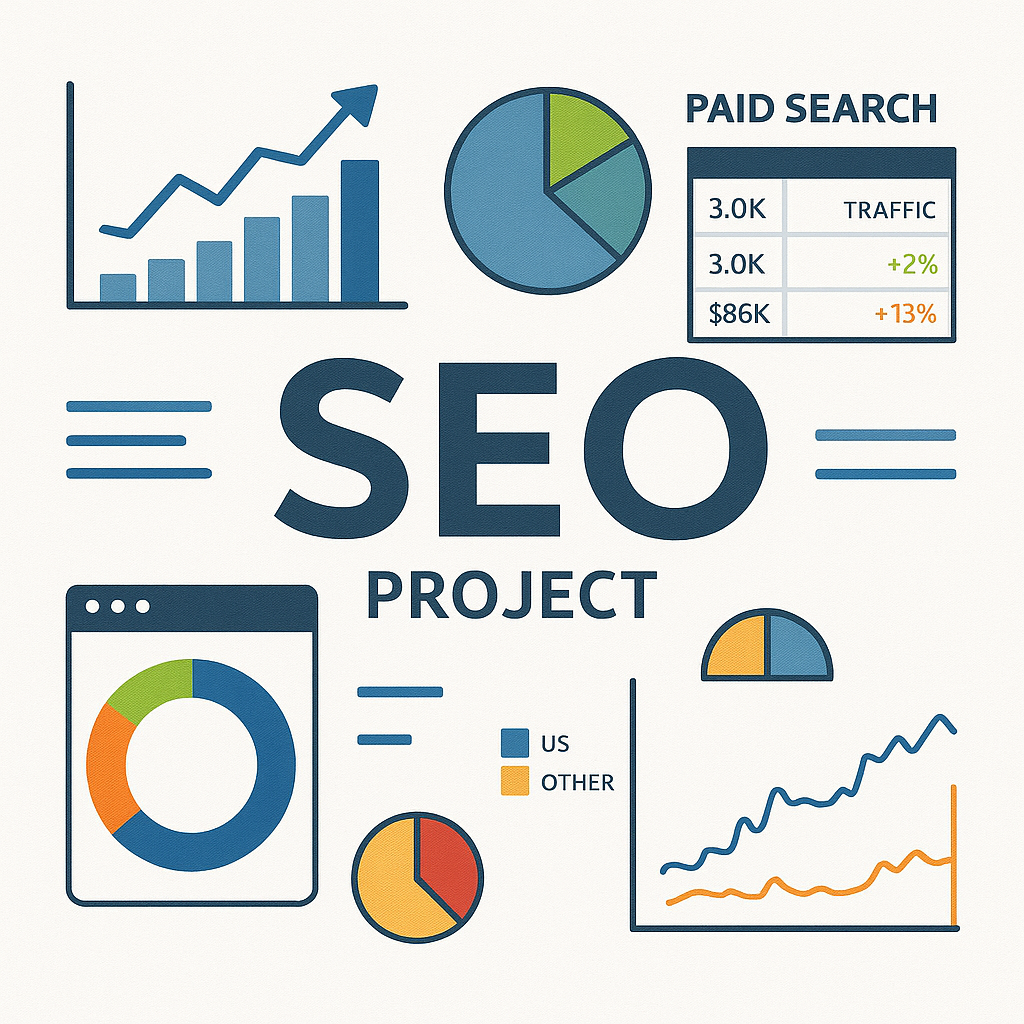 PAID SEARCH
3.0K TRAFFIC
3.0K +2%
$86K +13%
SEO
PROJECT
US
OTHER